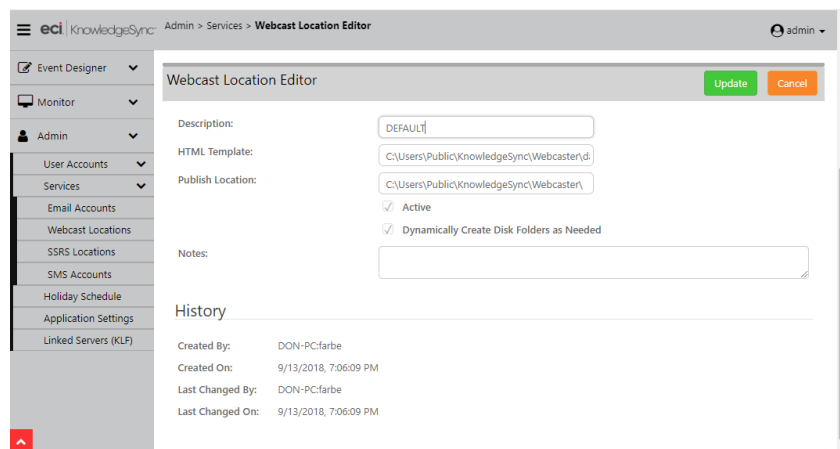 eci KnowledgeSync
Admin > Services > Webcast Location Editor
admin
Event Designer
Monitor
Admin
User Accounts
Services
Email Accounts
Webcast Locations
SSRS Locations
SMS Accounts
Holiday Schedule
Application Settings
Linked Servers (KLF)
Webcast Location Editor
Update
Cancel
Description:
DEFAULT
HTML Template:
C:\Users\Public\KnowledgeSync\Webcaster\da
Publish Location:
C:\Users\Public\KnowledgeSync\Webcaster\
Active
Dynamically Create Disk Folders as Needed
Notes:
History
Created By: DON-PC:farbe
Created On: 9/13/2018, 7:06:09 PM
Last Changed By: DON-PC:farbe
Last Changed On: 9/13/2018, 7:06:09 PM